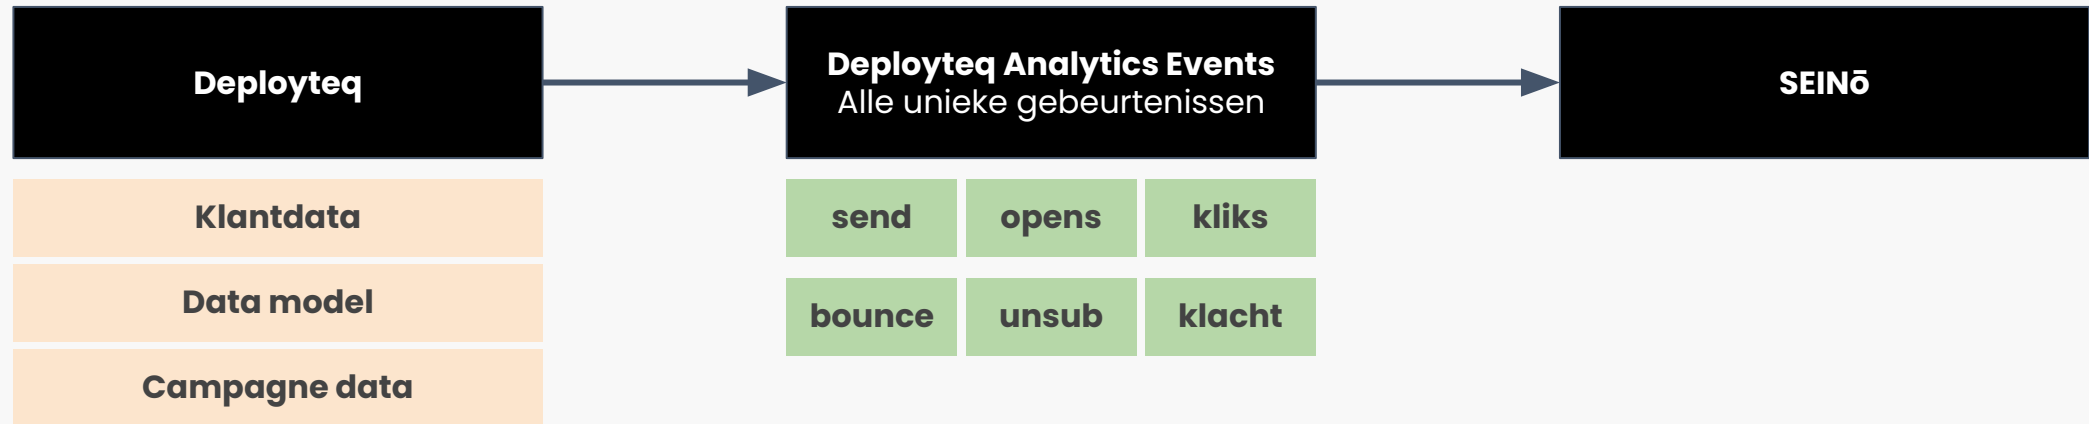 Deployteq
Deployteq Analytics Events
Alle unieke gebeurtenissen
SEINō
Klantdata
Data model
Campagne data
send
opens
kliks
bounce
unsub
klacht